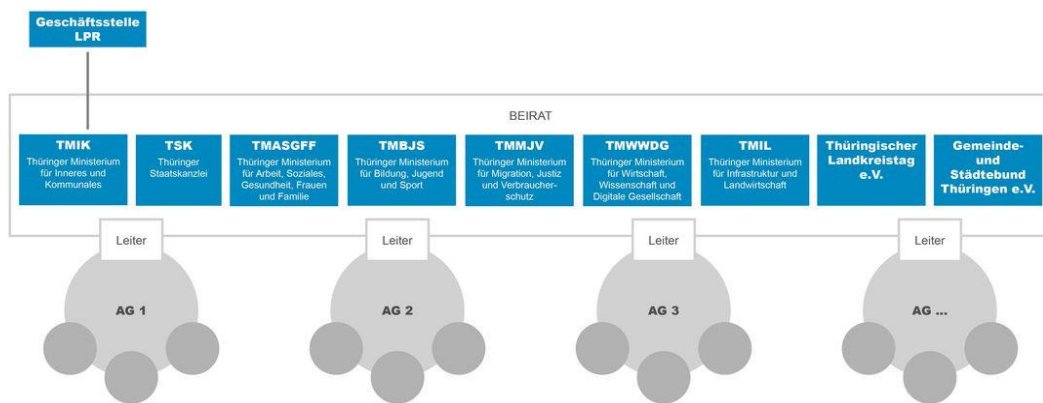 Geschäftsstelle
LPR
BEIRAT
TMIK
Thüringer Ministerium
für Inneres und
Kommunales
TSK
Thüringer
Staatskanzlei
TMASGFF
Thüringer Ministerium
für Arbeit, Soziales,
Gesundheit, Frauen
und Familie
TMBJS
Thüringer Ministerium
für Bildung, Jugend
und Sport
TMMJV
Thüringer Ministerium
für Migration, Justiz
und Verbraucher-
schutz
TMWWDG
Thüringer Ministerium
für Wirtschaft,
Wissenschaft und
Digitale Gesellschaft
TMIL
Thüringer Ministerium
für Infrastruktur und
Landwirtschaft
Thüringischer
Landkreistag
e.V.
Gemeinde-
und
Städtebund
Thüringen e.V.
Leiter
Leiter
Leiter
Leiter
AG 1
AG 2
AG 3
AG ...